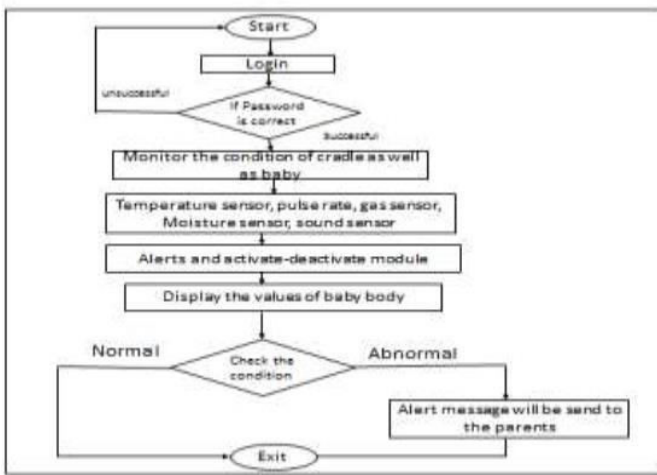 Start
Login
unsuccessful
If Password
is correct
Successful
Monitor the condition of cradle as well
as baby
Temperature sensor, pulse rate, gas sensor,
Moisture sensor, sound sensor
Alerts and activate-deactivate module
Display the values of baby body
Normal
Check the
condition
Abnormal
Alert message will be send to
the parents
Exit